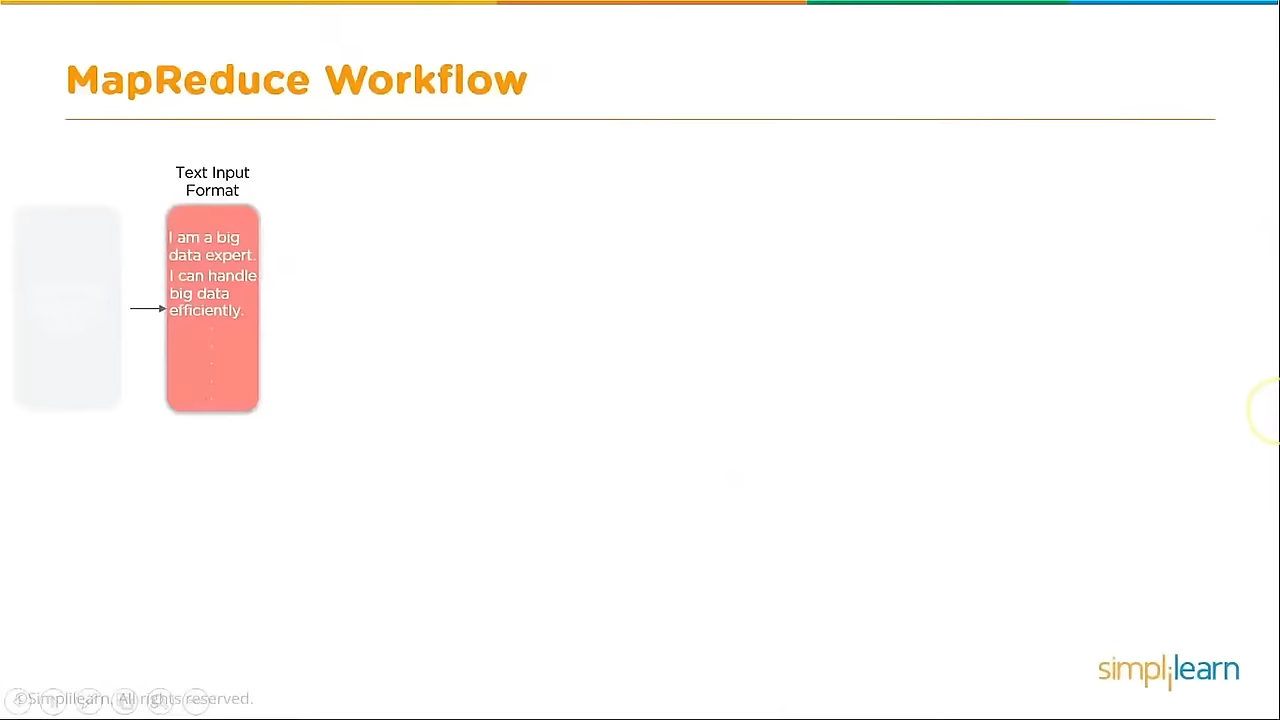 MapReduce Workflow
Text Input
Format
I am a big
data expert.
I can handle
big data
efficiently.
simplilearn
©Simplilearn. All rights reserved.